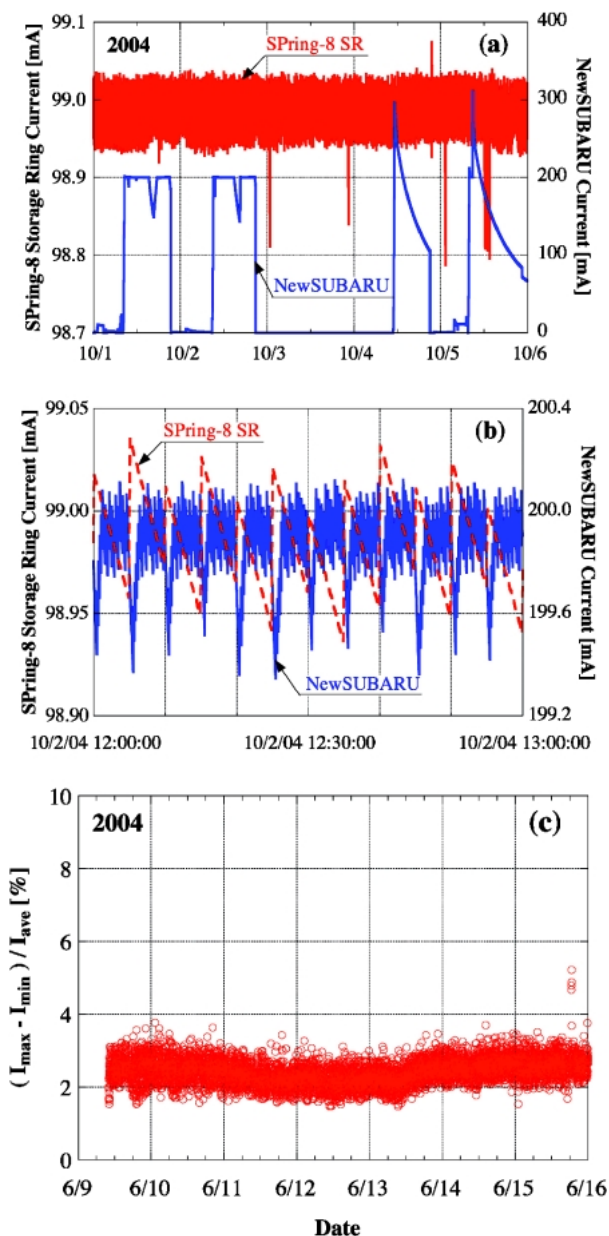 2004
(a)
SPring-8 SR
NewSUBARU
SPring-8 Storage Ring Current [mA]
99.1
99.0
98.9
98.8
98.7
NewSUBARU Current [mA]
400
300
200
100
0
10/1 10/2 10/3 10/4 10/5 10/6
(b)
SPring-8 SR
NewSUBARU
SPring-8 Storage Ring Current [mA]
99.05
99.00
98.95
98.90
NewSUBARU Current [mA]
200.4
200.0
199.6
199.2
10/2/04 12:00:00 10/2/04 12:30:00 10/2/04 13:00:00
2004
(c)
( I max - I min ) / I ave [%]
10
8
6
4
2
0
6/9 6/10 6/11 6/12 6/13 6/14 6/15 6/16
Date